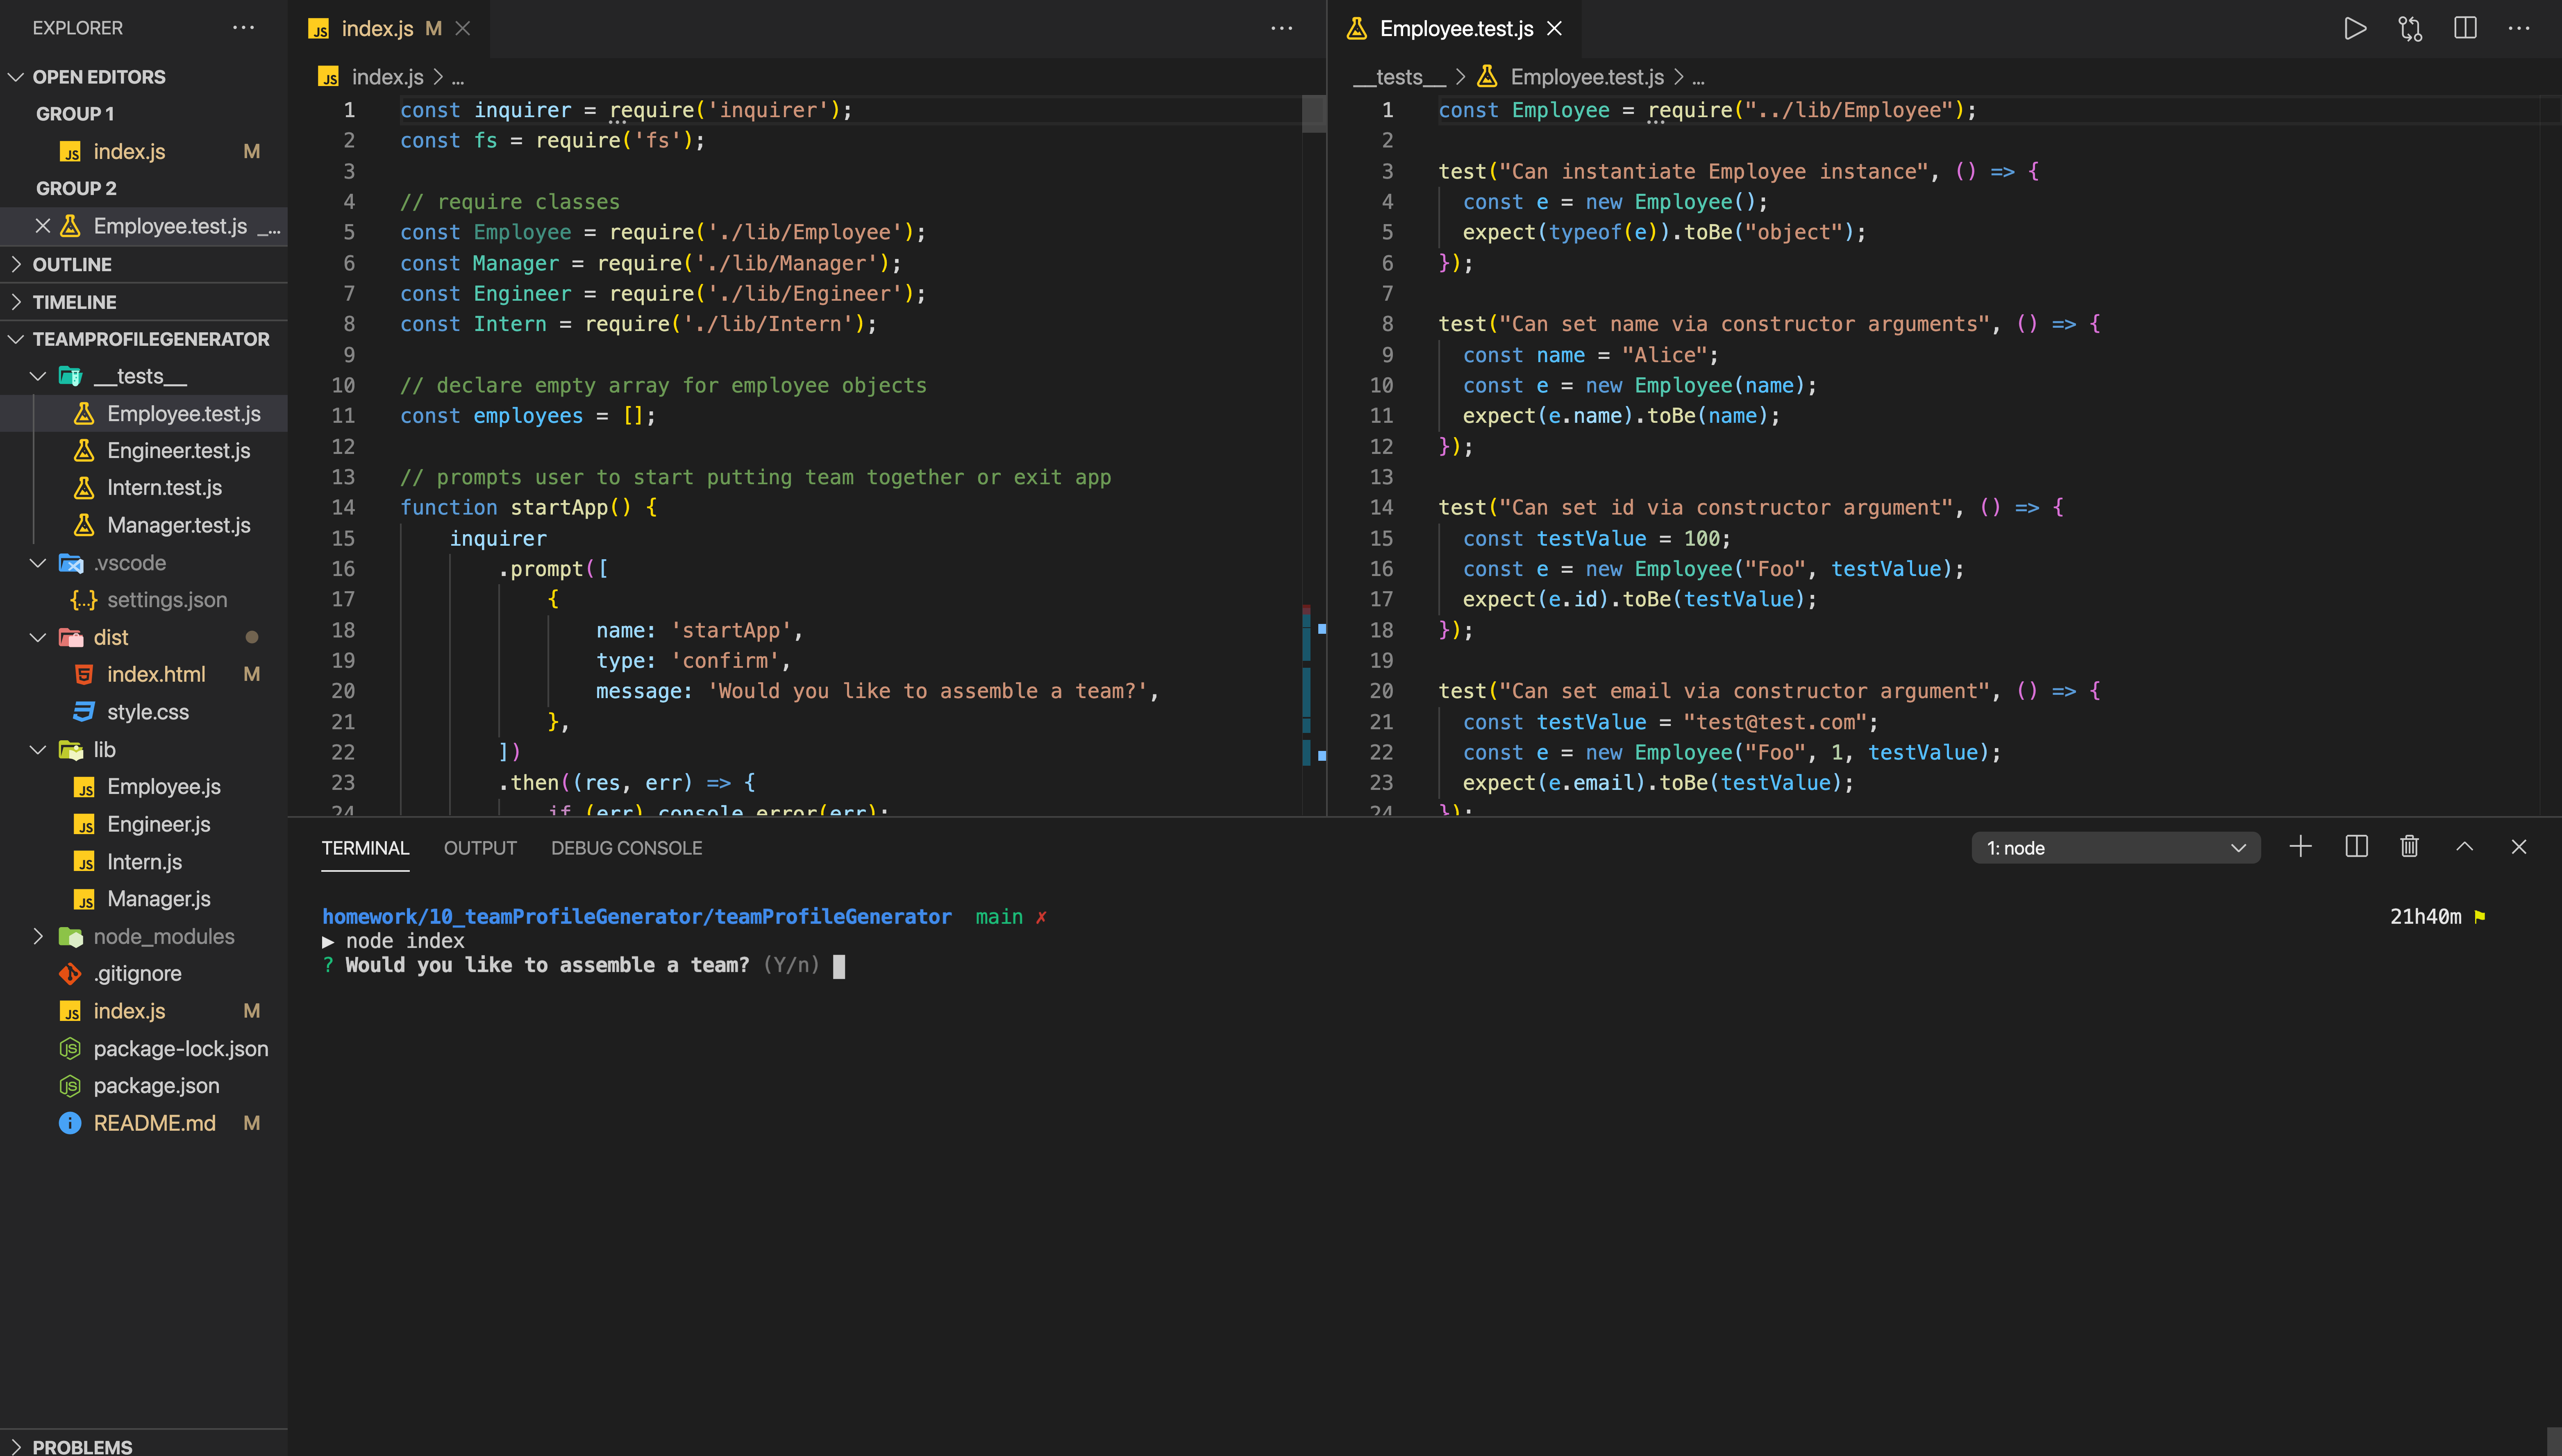 EXPLORER ...
OPEN EDITORS
GROUP 1
JS index.js M
GROUP 2
Employee.test.js _...
OUTLINE
TIMELINE
TEAMPROFILEGENERATOR
__tests__
Employee.test.js
Engineer.test.js
Intern.test.js
Manager.test.js
.vscode
{...} settings.json
dist
index.html M
style.css
lib
JS Employee.js
JS Engineer.js
JS Intern.js
JS Manager.js
node_modules
.gitignore
JS index.js M
package-lock.json
package.json
README.md M
PROBLEMS
JS index.js M ...
JS index.js > ...
1 const inquirer = require('inquirer');
2 const fs = require('fs');
3
4 // require classes
5 const Employee = require('./lib/Employee');
6 const Manager = require('./lib/Manager');
7 const Engineer = require('./lib/Engineer');
8 const Intern = require('./lib/Intern');
9
10 // declare empty array for employee objects
11 const employees = [];
12
13 // prompts user to start putting team together or exit app
14 function startApp() {
15     inquirer
16         .prompt([
17             {
18                 name: 'startApp',
19                 type: 'confirm',
20                 message: 'Would you like to assemble a team?',
21             },
22         ])
23         .then((res, err) => {
24             if (err) console.error(err);
Employee.test.js ...
__tests__ > Employee.test.js > ...
1 const Employee = require("../lib/Employee");
2
3 test("Can instantiate Employee instance", () => {
4   const e = new Employee();
5   expect(typeof(e)).toBe("object");
6 });
7
8 test("Can set name via constructor arguments", () => {
9   const name = "Alice";
10   const e = new Employee(name);
11   expect(e.name).toBe(name);
12 });
13
14 test("Can set id via constructor argument", () => {
15   const testValue = 100;
16   const e = new Employee("Foo", testValue);
17   expect(e.id).toBe(testValue);
18 });
19
20 test("Can set email via constructor argument", () => {
21   const testValue = "test@test.com";
22   const e = new Employee("Foo", 1, testValue);
23   expect(e.email).toBe(testValue);
24 });
TERMINAL OUTPUT DEBUG CONSOLE 1: node
homework/10_teamProfileGenerator/teamProfileGenerator main ✗ 21h40m ⚑
▶ node index
? Would you like to assemble a team? (Y/n)